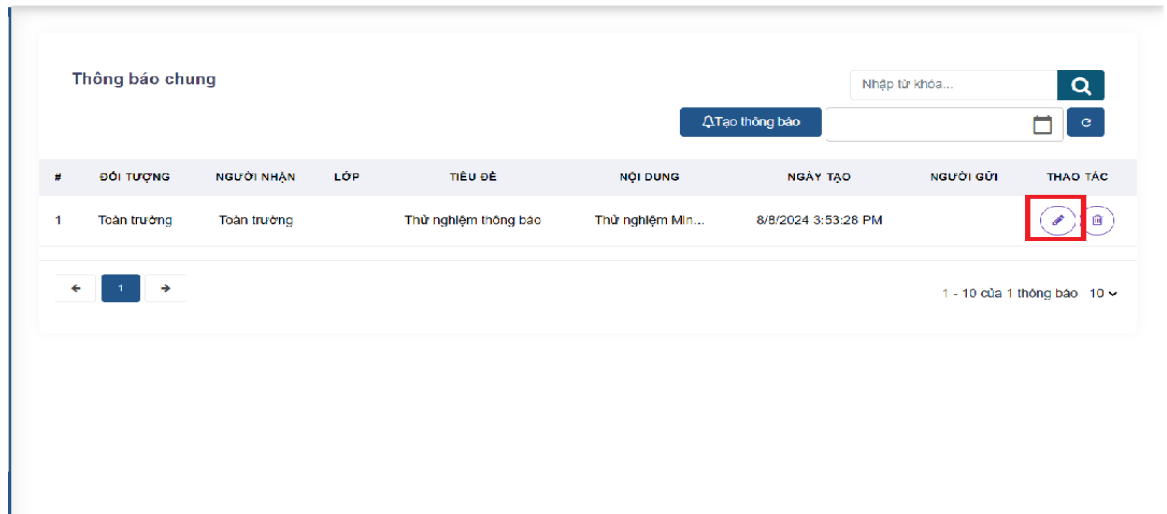 Thông báo chung
Nhập từ khóa...
Tạo thông báo
# ĐỐI TƯỢNG NGƯỜI NHẬN LỚP TIÊU ĐỀ NỘI DUNG NGÀY TẠO NGƯỜI GỬI THAO TÁC
1 Toàn trường Toàn trường Thử nghiệm thông báo Thử nghiệm Min... 8/8/2024 3:53:28 PM
1
1 - 10 của 1 thông báo 10